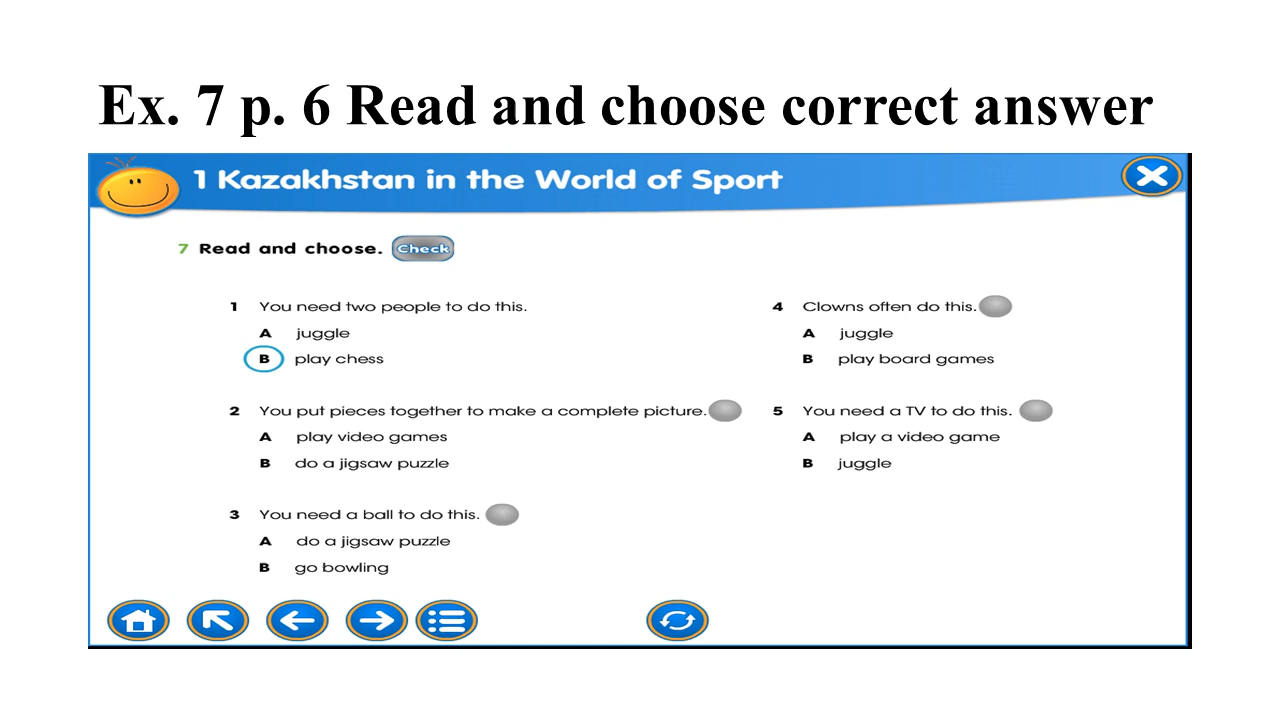 Ex. 7 p. 6 Read and choose correct answer
1 Kazakhstan in the World of Sport
7 Read and choose. Check
1 You need two people to do this.
A juggle
B play chess
2 You put pieces together to make a complete picture.
A play video games
B do a jigsaw puzzle
3 You need a ball to do this.
A do a jigsaw puzzle
B go bowling
4 Clowns often do this.
A juggle
B play board games
5 You need a TV to do this.
A play a video game
B juggle